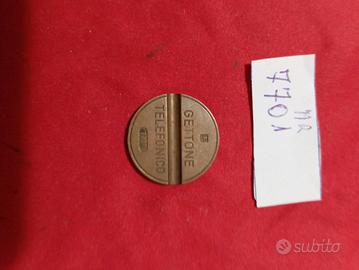 GETTONE
TELEFONICO
NR
7701
subito